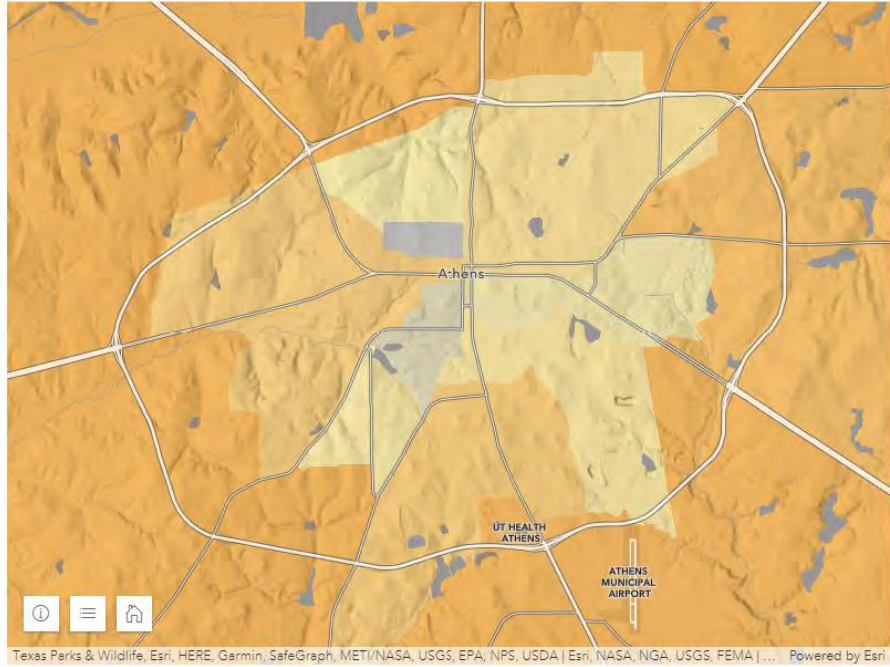 Athens
UT HEALTH
ATHENS
ATHENS
MUNICIPAL
AIRPORT
Texas Parks & Wildlife, Esri, HERE, Garmin, SafeGraph, METI/NASA, USGS, EPA, NPS, USDA | Esri, NASA, NGA, USGS, FEMA | ... Powered by Esri